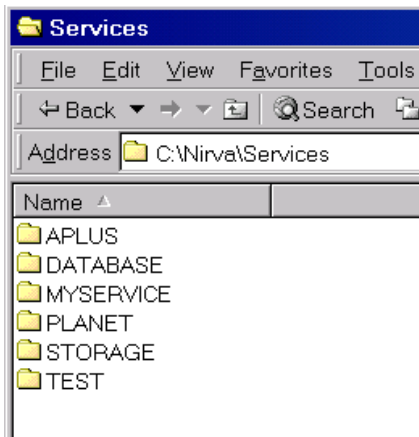 Services
File Edit View Favorites Tools
Back Search
Address C:\Nirva\Services
Name
APLUS
DATABASE
MYSERVICE
PLANET
STORAGE
TEST